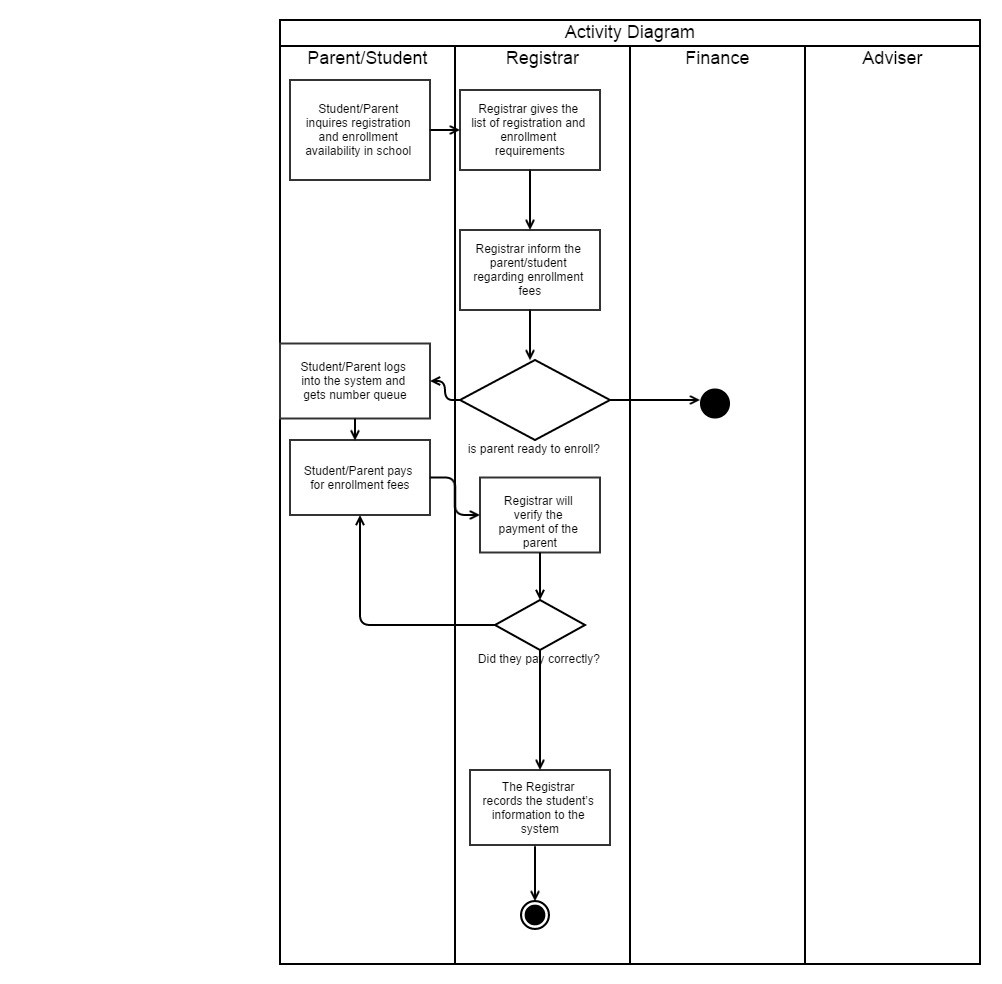 Activity Diagram
Parent/Student
Registrar
Finance
Adviser
Student/Parent
inquires registration
and enrollment
availability in school
Registrar gives the
list of registration and
enrollment
requirements
Registrar inform the
parent/student
regarding enrollment
fees
Student/Parent logs
into the system and
gets number queue
is parent ready to enroll?
Student/Parent pays
for enrollment fees
Registrar will
verify the
payment of the
parent
Did they pay correctly?
The Registrar
records the student's
information to the
system